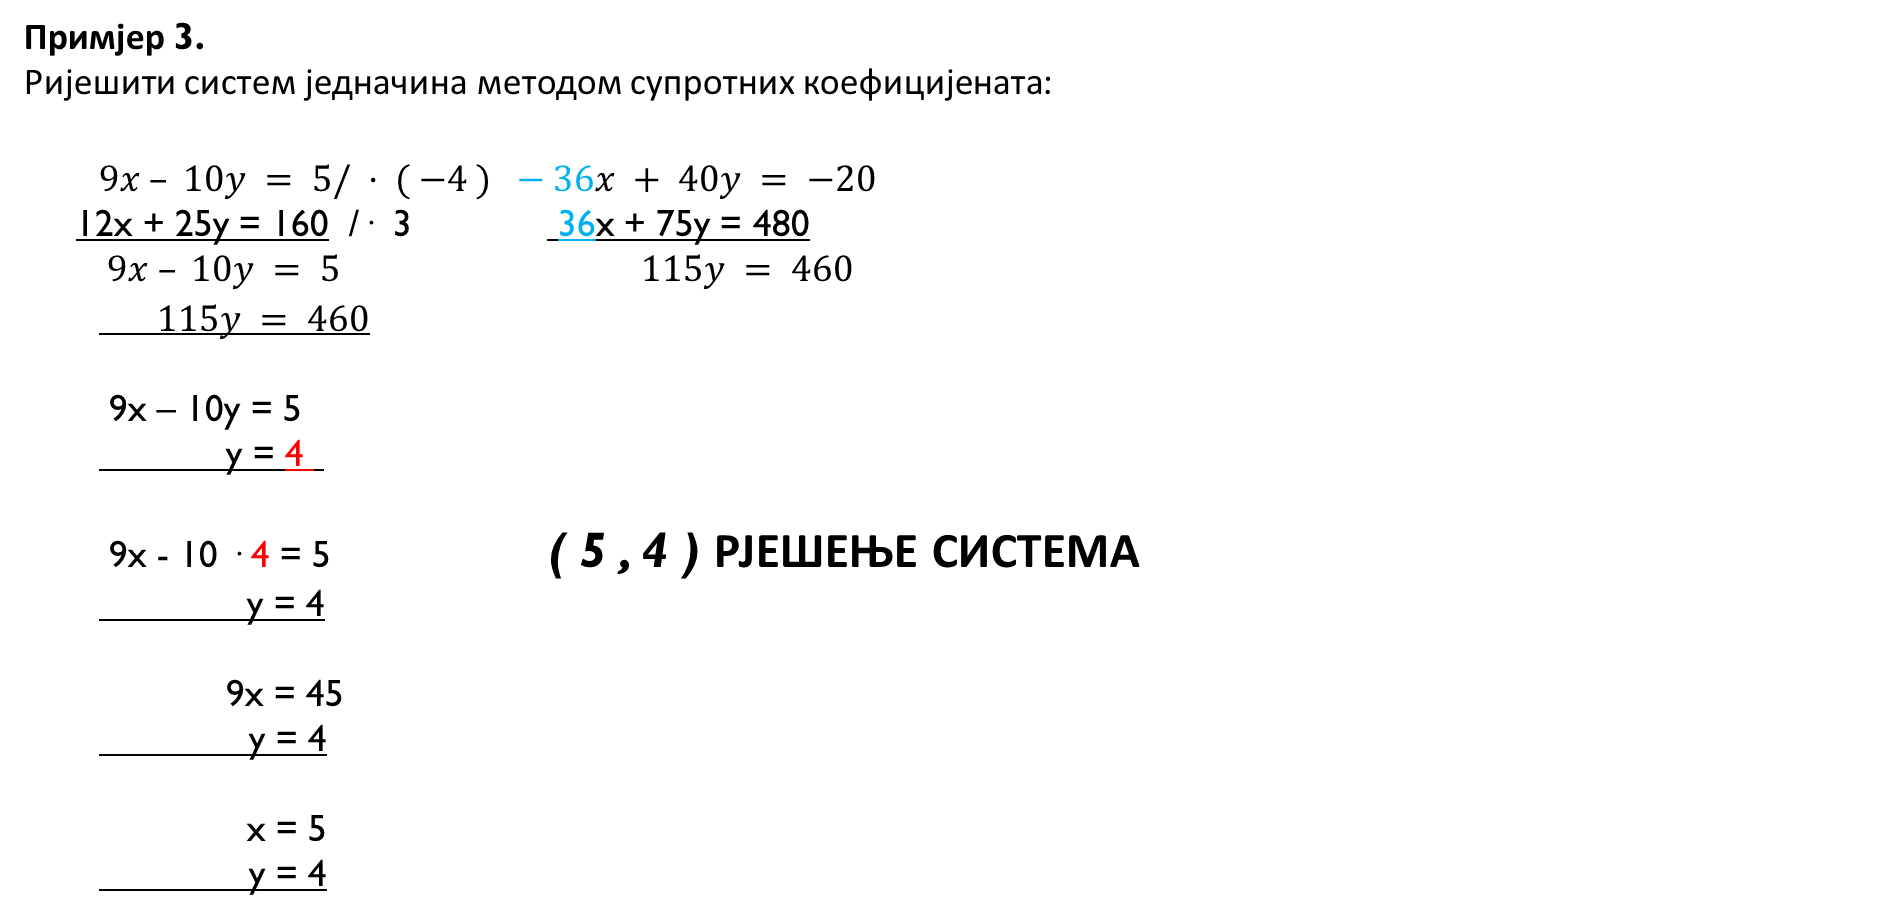 Примјер 3.
Ријешити систем једначина методом супротних коефицијената:
9x – 10y = 5/ · (−4) − 36x + 40y = −20
12x + 25y = 160 / · 3 36x + 75y = 480
9x – 10y = 5 115y = 460
115y = 460
9x – 10y = 5
y = 4
9x - 10 · 4 = 5 ( 5 , 4 ) РЈЕШЕЊЕ СИСТЕМА
y = 4
9x = 45
y = 4
x = 5
y = 4